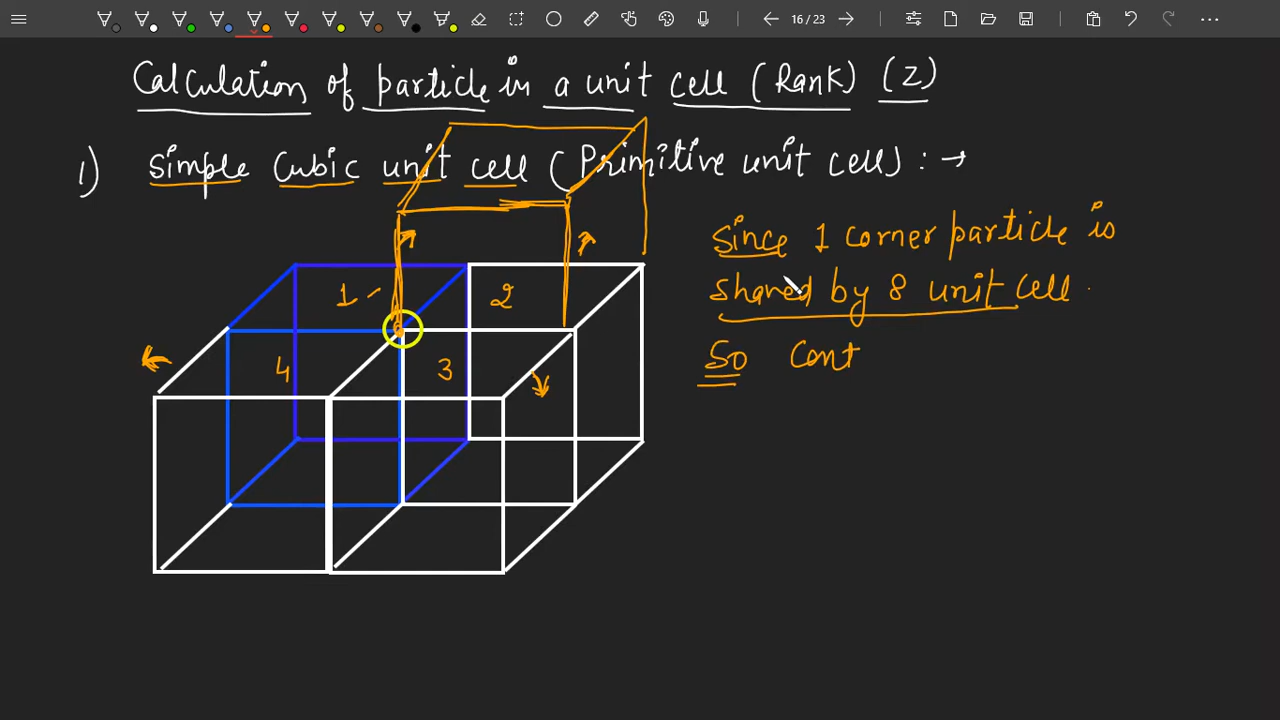 16 / 23
Calculation of particle in a unit cell (Rank) (Z)
1) Simple Cubic unit cell (Primitive unit cell) : →
Since 1 corner particle is
shared by 8 unit cell .
So Cont
1
2
4
3